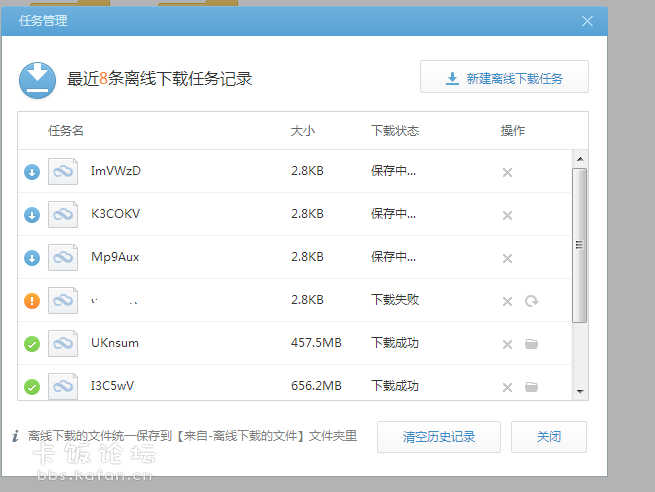 任务管理
最近8条离线下载任务记录
新建离线下载任务
任务名 大小 下载状态 操作
ImVWzD 2.8KB 保存中...
K3COKV 2.8KB 保存中...
Mp9Aux 2.8KB 保存中...
2.8KB 下载失败
UKnsum 457.5MB 下载成功
I3C5wV 656.2MB 下载成功
离线下载的文件统一保存到【来自-离线下载的文件】文件夹里
清空历史记录 关闭
卡饭论坛
bbs.kafan.cn